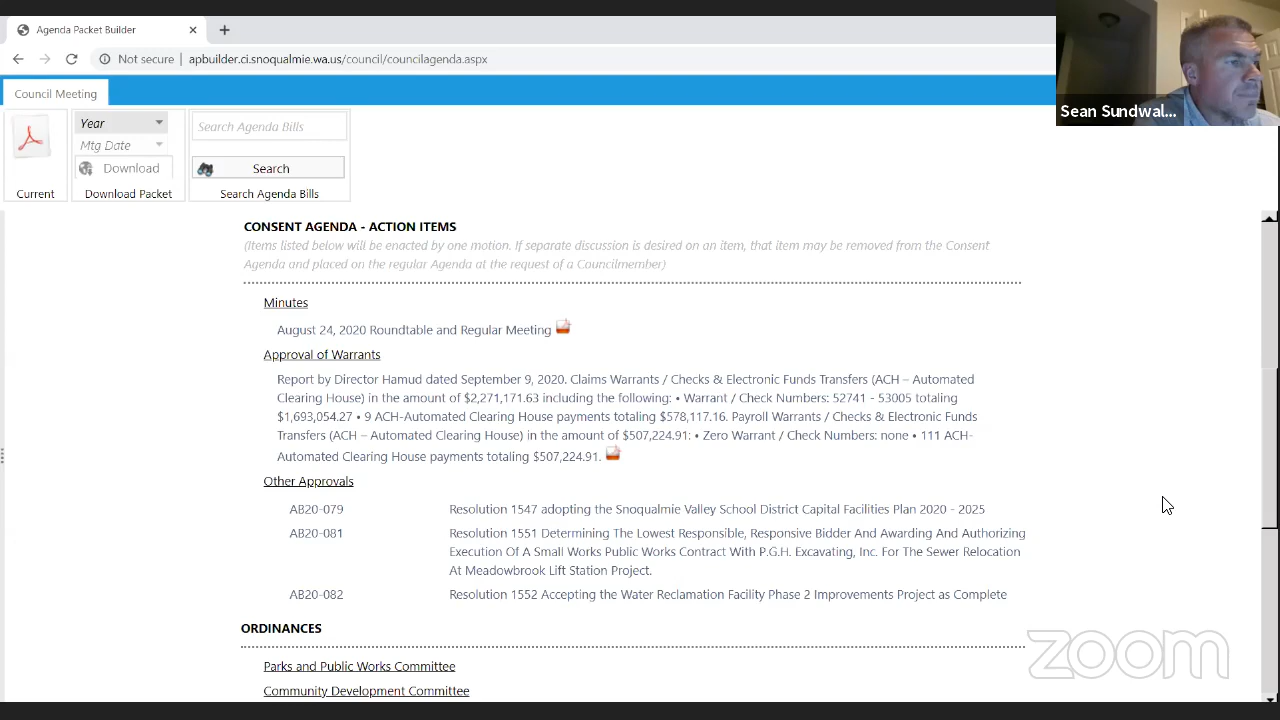 Agenda Packet Builder
Not secure | apbuilder.ci.snoqualmie.wa.us/council/councilagenda.aspx
Sean Sundwal...
Council Meeting
Year
Mtg Date
Download
Search Agenda Bills
Search
Current
Download Packet
Search Agenda Bills
CONSENT AGENDA - ACTION ITEMS
(Items listed below will be enacted by one motion. If separate discussion is desired on an item, that item may be removed from the Consent
Agenda and placed on the regular Agenda at the request of a Councilmember)
Minutes
August 24, 2020 Roundtable and Regular Meeting
Approval of Warrants
Report by Director Hamud dated September 9, 2020. Claims Warrants / Checks & Electronic Funds Transfers (ACH – Automated
Clearing House) in the amount of $2,271,171.63 including the following: • Warrant / Check Numbers: 52741 - 53005 totaling
$1,693,054.27 • 9 ACH-Automated Clearing House payments totaling $578,117.16. Payroll Warrants / Checks & Electronic Funds
Transfers (ACH – Automated Clearing House) in the amount of $507,224.91: • Zero Warrant / Check Numbers: none • 111 ACH-
Automated Clearing House payments totaling $507,224.91.
Other Approvals
AB20-079 Resolution 1547 adopting the Snoqualmie Valley School District Capital Facilities Plan 2020 - 2025
AB20-081 Resolution 1551 Determining The Lowest Responsible, Responsive Bidder And Awarding And Authorizing
Execution Of A Small Works Public Works Contract With P.G.H. Excavating, Inc. For The Sewer Relocation
At Meadowbrook Lift Station Project.
AB20-082 Resolution 1552 Accepting the Water Reclamation Facility Phase 2 Improvements Project as Complete
ORDINANCES
Parks and Public Works Committee
Community Development Committee
zoom